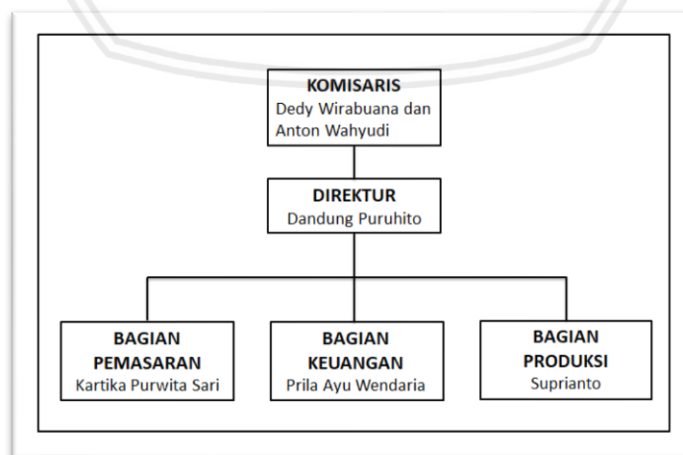 KOMISARIS
Dedy Wirabuana dan
Anton Wahyudi
DIREKTUR
Dandung Puruhito
BAGIAN
PEMASARAN
Kartika Purwita Sari
BAGIAN
KEUANGAN
Prila Ayu Wendaria
BAGIAN
PRODUKSI
Suprianto